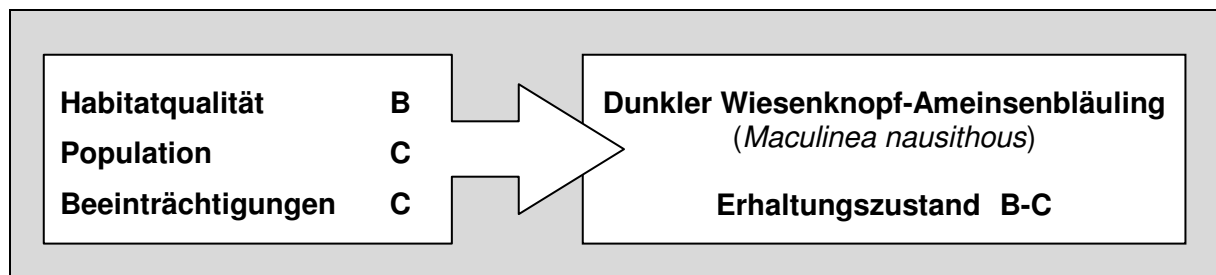 Habitatqualität B
Population C
Beeinträchtigungen C
Dunkler Wiesenknopf-Ameinsenbläuling
(Maculinea nausithous)
Erhaltungszustand B-C